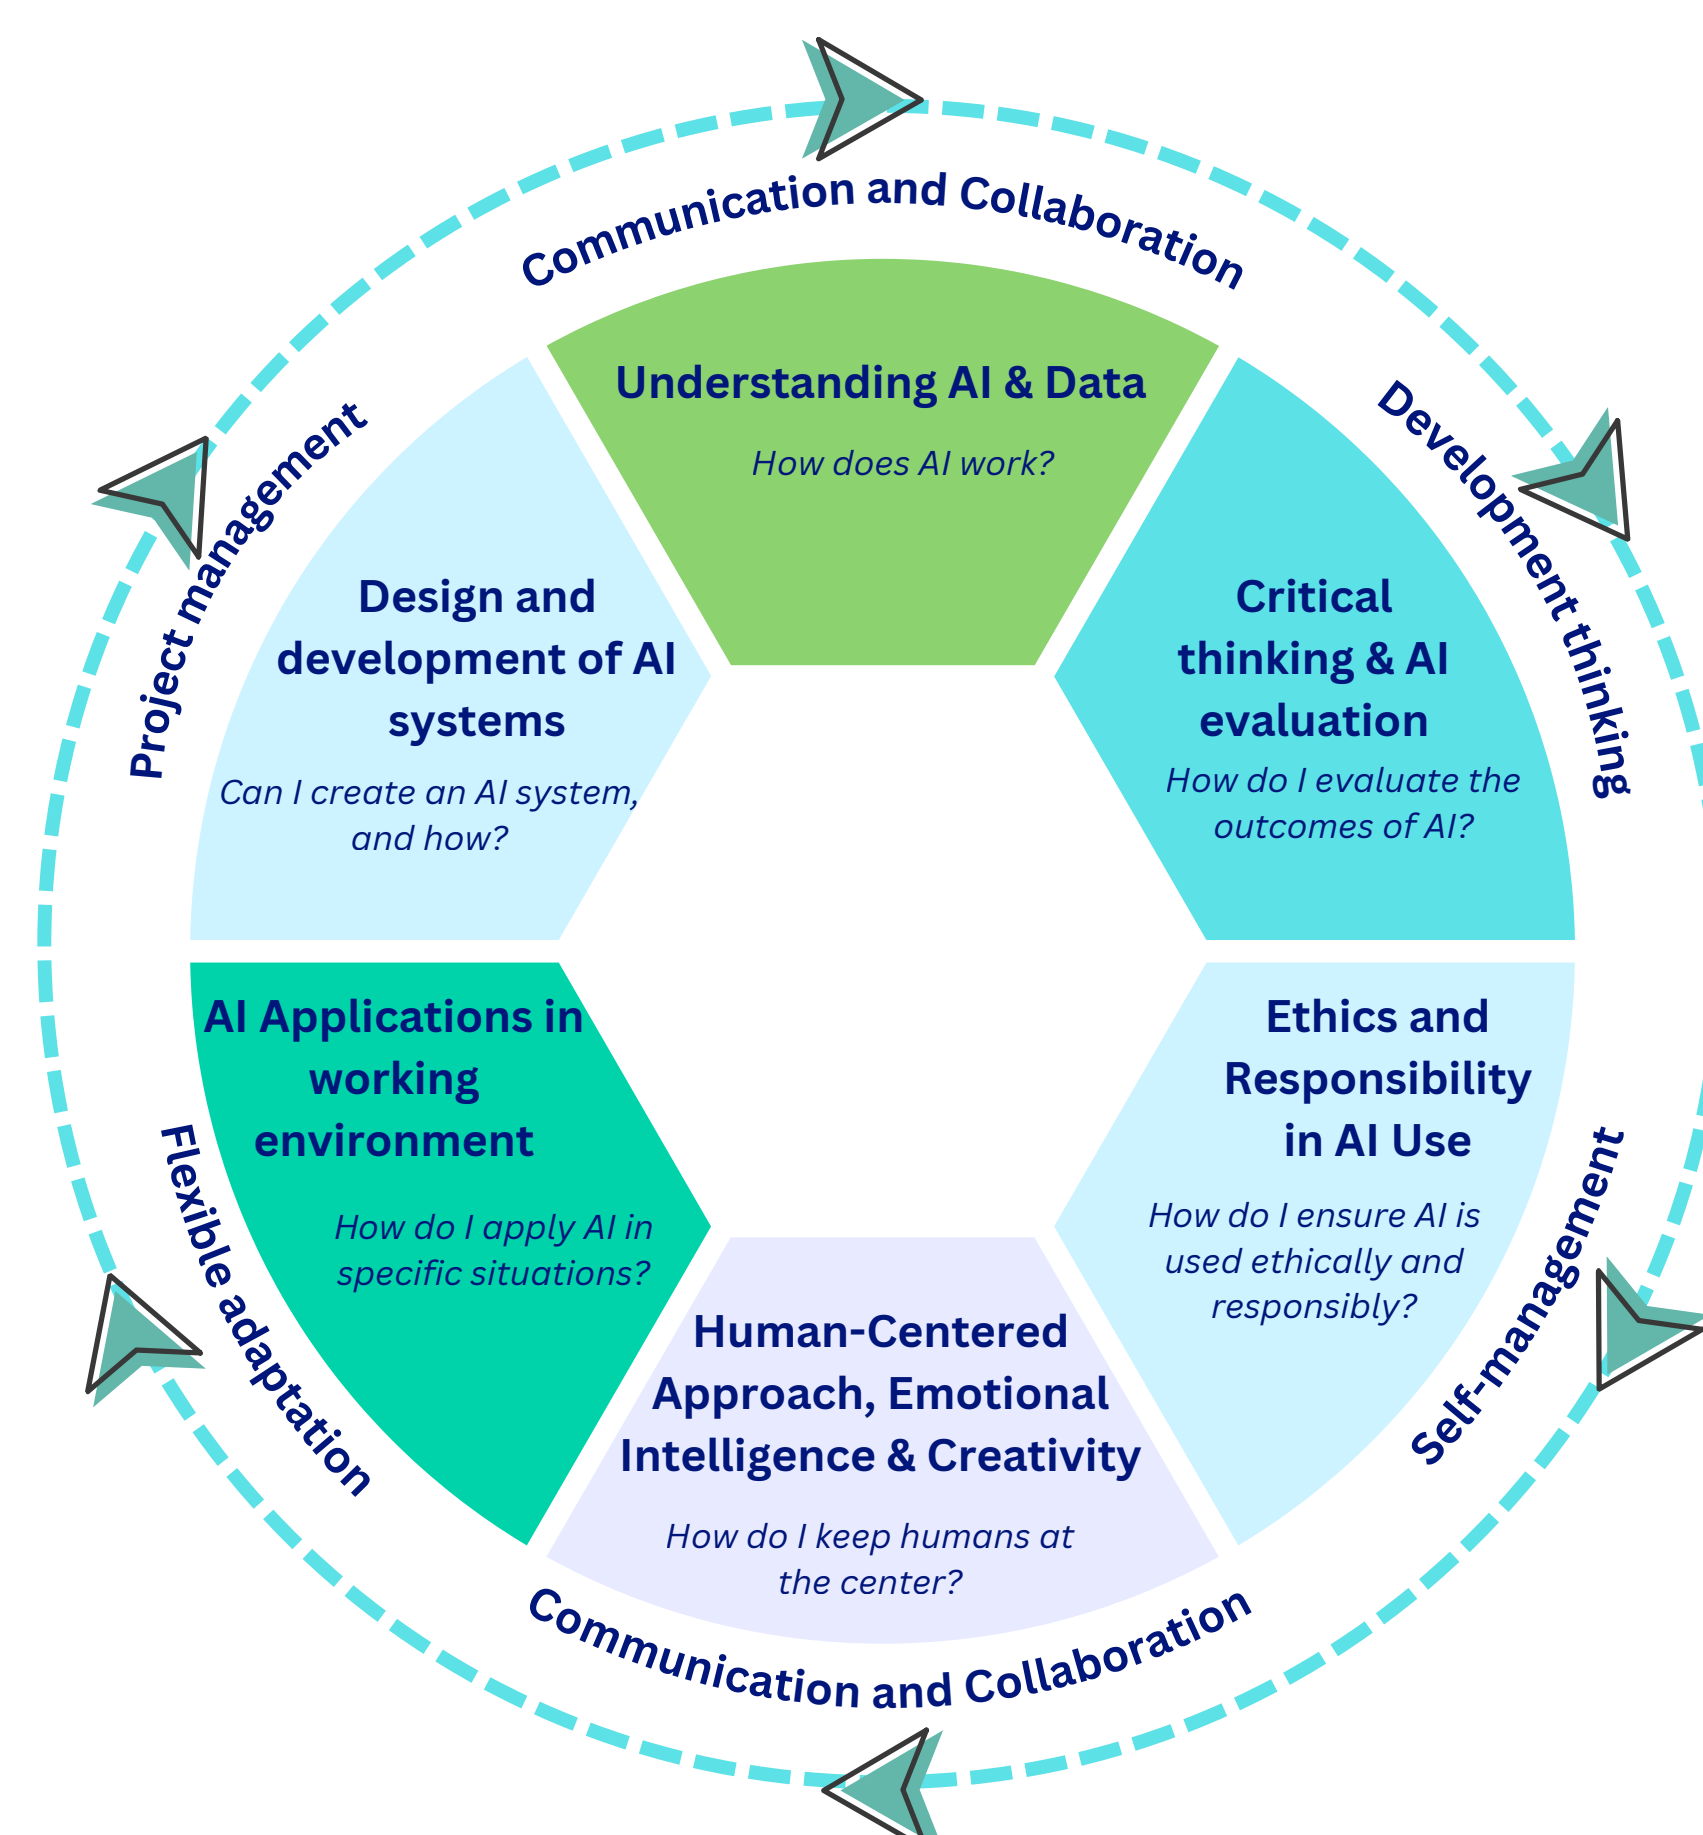 Communication and Collaboration
Understanding AI & Data
How does AI work?
Development thinking
Critical
thinking & AI
evaluation
How do I evaluate the
outcomes of AI?
Ethics and
Responsibility
in AI Use
How do I ensure AI is
used ethically and
responsibly?
Self-management
Human-Centered
Approach, Emotional
Intelligence & Creativity
How do I keep humans at
the center?
Communication and Collaboration
AI Applications in
working
environment
How do I apply AI in
specific situations?
Flexible adaptation
Project management
Design and
development of AI
systems
Can I create an AI system,
and how?